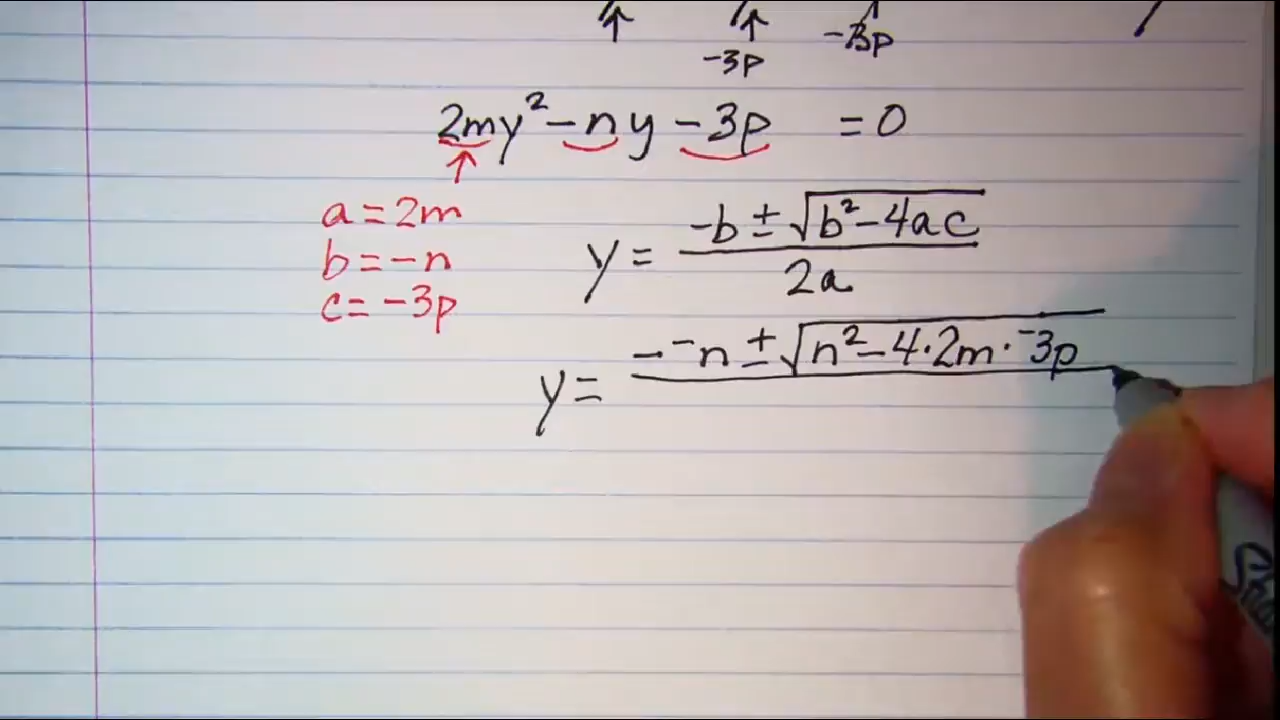 -3p -3p
2my² - ny - 3p = 0
a = 2m
b = -n
c = -3p
y = -b ± √b² - 4ac / 2a
y = - -n ± √n² - 4·2m· -3p